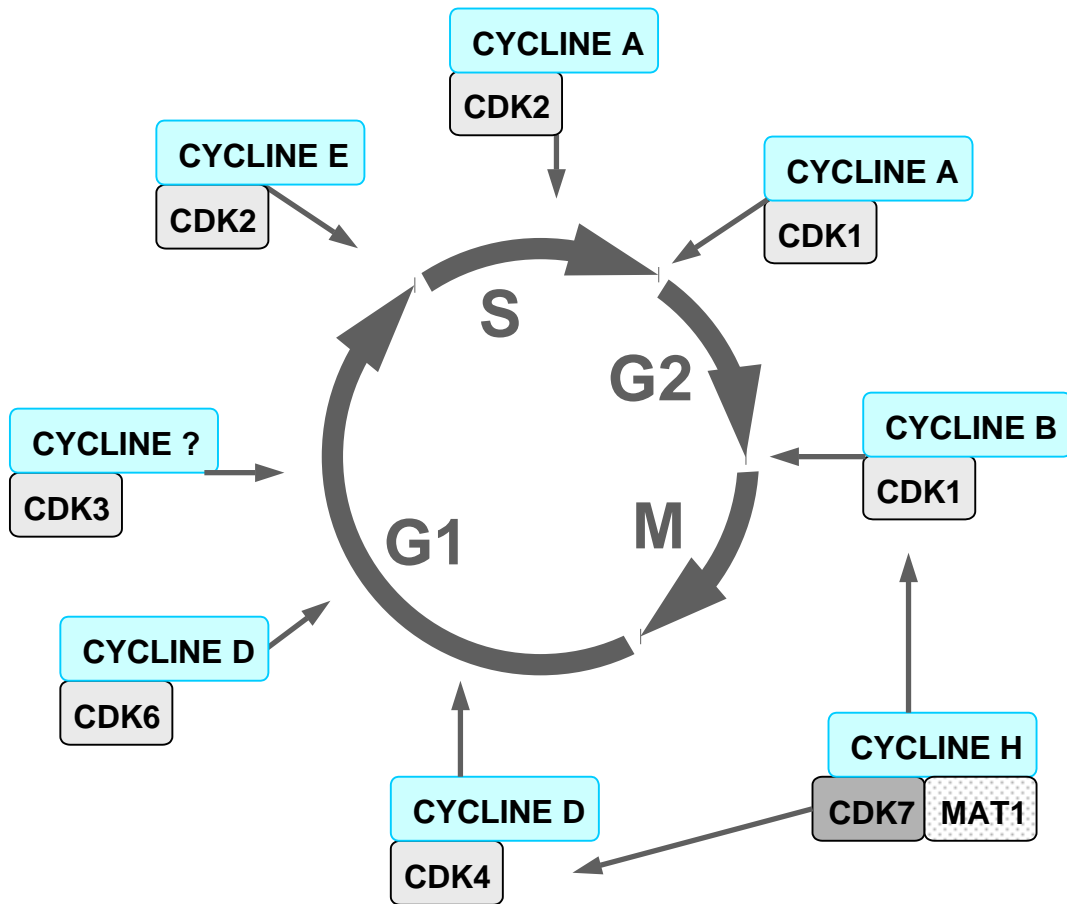 CYCLINE A
CDK2
CYCLINE E
CDK2
CYCLINE A
CDK1
S
G2
CYCLINE ?
CDK3
CYCLINE B
CDK1
M
G1
CYCLINE D
CDK6
CYCLINE H
CDK7 MAT1
CYCLINE D
CDK4